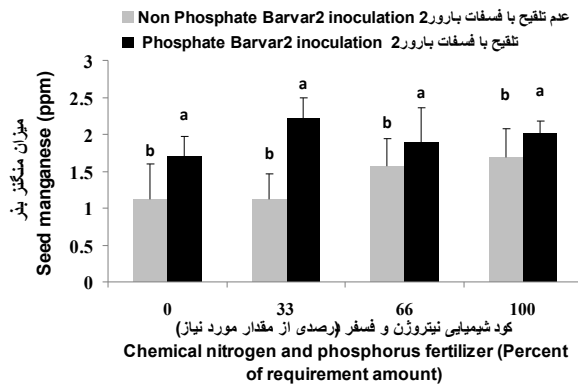 Non Phosphate Barvar2 inoculation عدم تلقیح با فسفات بارور2
Phosphate Barvar2 inoculation تلقیح با فسفات بارور2
میزان منگنز بذر
Seed manganese (ppm)
3
2.5
2
1.5
1
0.5
0
b a b a b a b a
0 33 66 100
کود شیمیایی نیتروژن و فسفر (درصدی از مقدار مورد نیاز)
Chemical nitrogen and phosphorus fertilizer (Percent
of requirement amount)